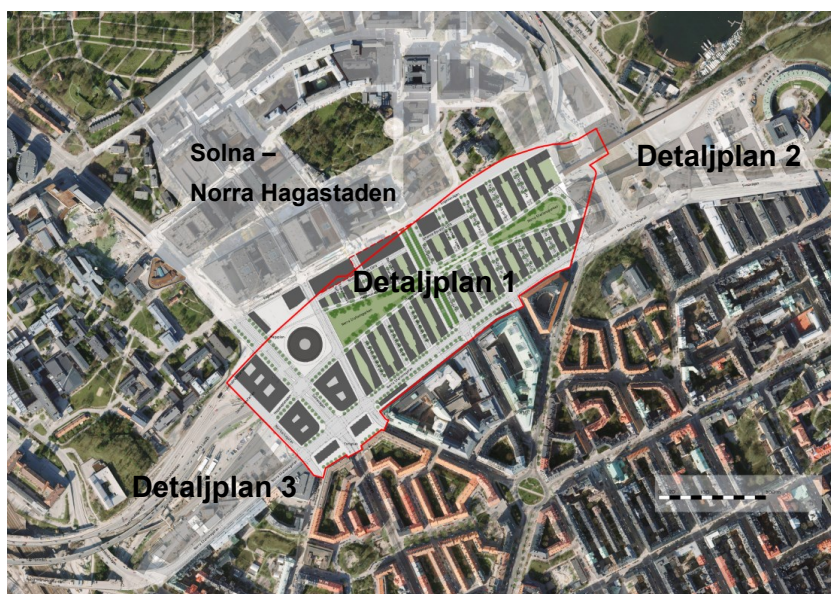 Solna –
Norra Hagastaden
Detaljplan 2
Detaljplan 1
Detaljplan 3